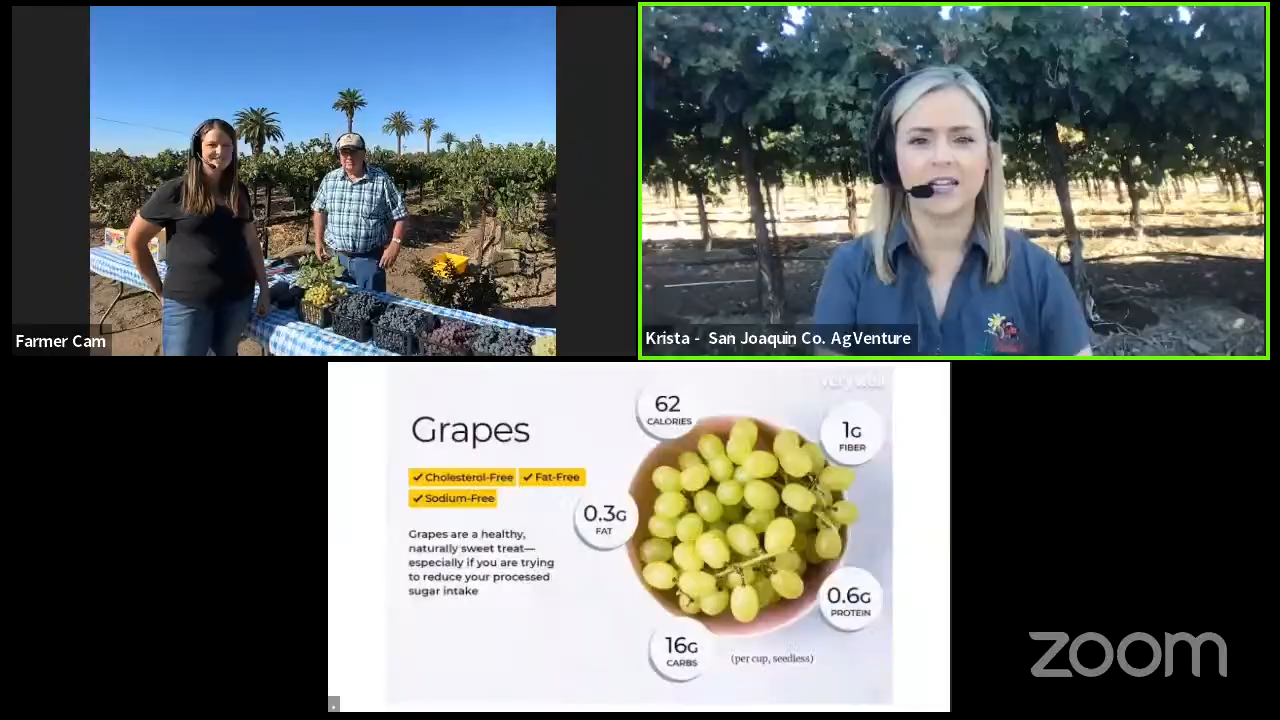 Farmer Cam
Krista - San Joaquin Co. AgVenture
verywell
Grapes
✓ Cholesterol-Free ✓ Fat-Free
✓ Sodium-Free
Grapes are a healthy,
naturally sweet treat—
especially if you are trying
to reduce your processed
sugar intake
62
CALORIES
1G
FIBER
0.3G
FAT
0.6G
PROTEIN
16G
CARBS
(per cup, seedless)
zoom